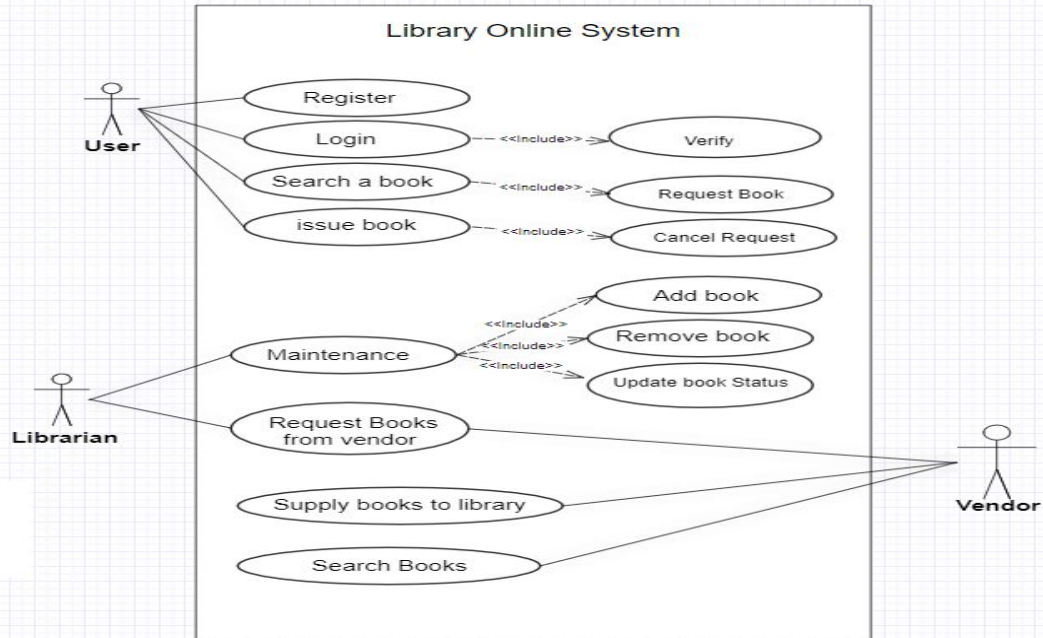 Library Online System
Register
User
Login
<<Include>>
Verify
Search a book
<<Include>>
Request Book
issue book
<<Include>>
Cancel Request
Add book
<<Include>>
Remove book
<<Include>>
Maintenance
<<Include>>
Update book Status
Librarian
Request Books
from vendor
Vendor
Supply books to library
Search Books